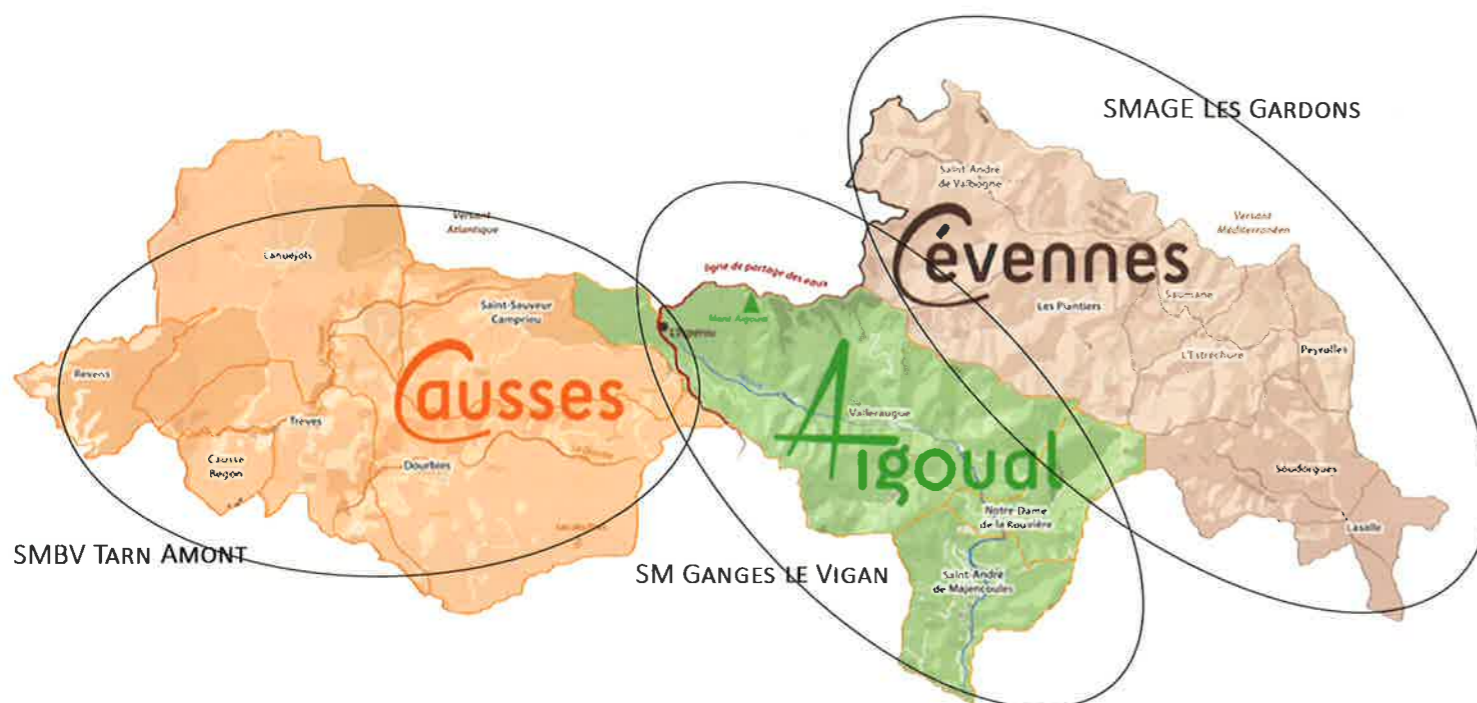 SMAGE LES GARDONS
Saint-André
de Valbogne
Versant
Atlantique
Versant
Méditerranéen
Cévennes
Lanuéjols
ligne de partage des eaux
Mont Aigoual
Saint-Sauveur
Camprieu
Les Plantiers
Saumane
L'Estréchure
Peyrolles
Revens
Causses
Trèves
Valleraugue
Aigoual
Causse
Bégon
Dourbies
Soudorgues
Notre-Dame
de la Rouvière
Lasalle
SMBV TARN AMONT
SM GANGES LE VIGAN
Saint-André
de Majencoules